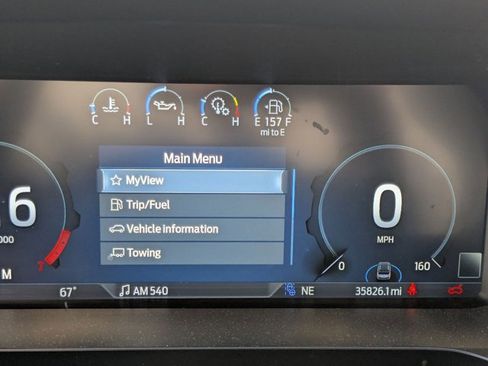 C H L H C H E 157 F
mi to E
Main Menu
MyView
Trip/Fuel
Vehicle information
Towing
6
0
000
MPH
0 160
M
67° AM 540 NE 35826.1 mi